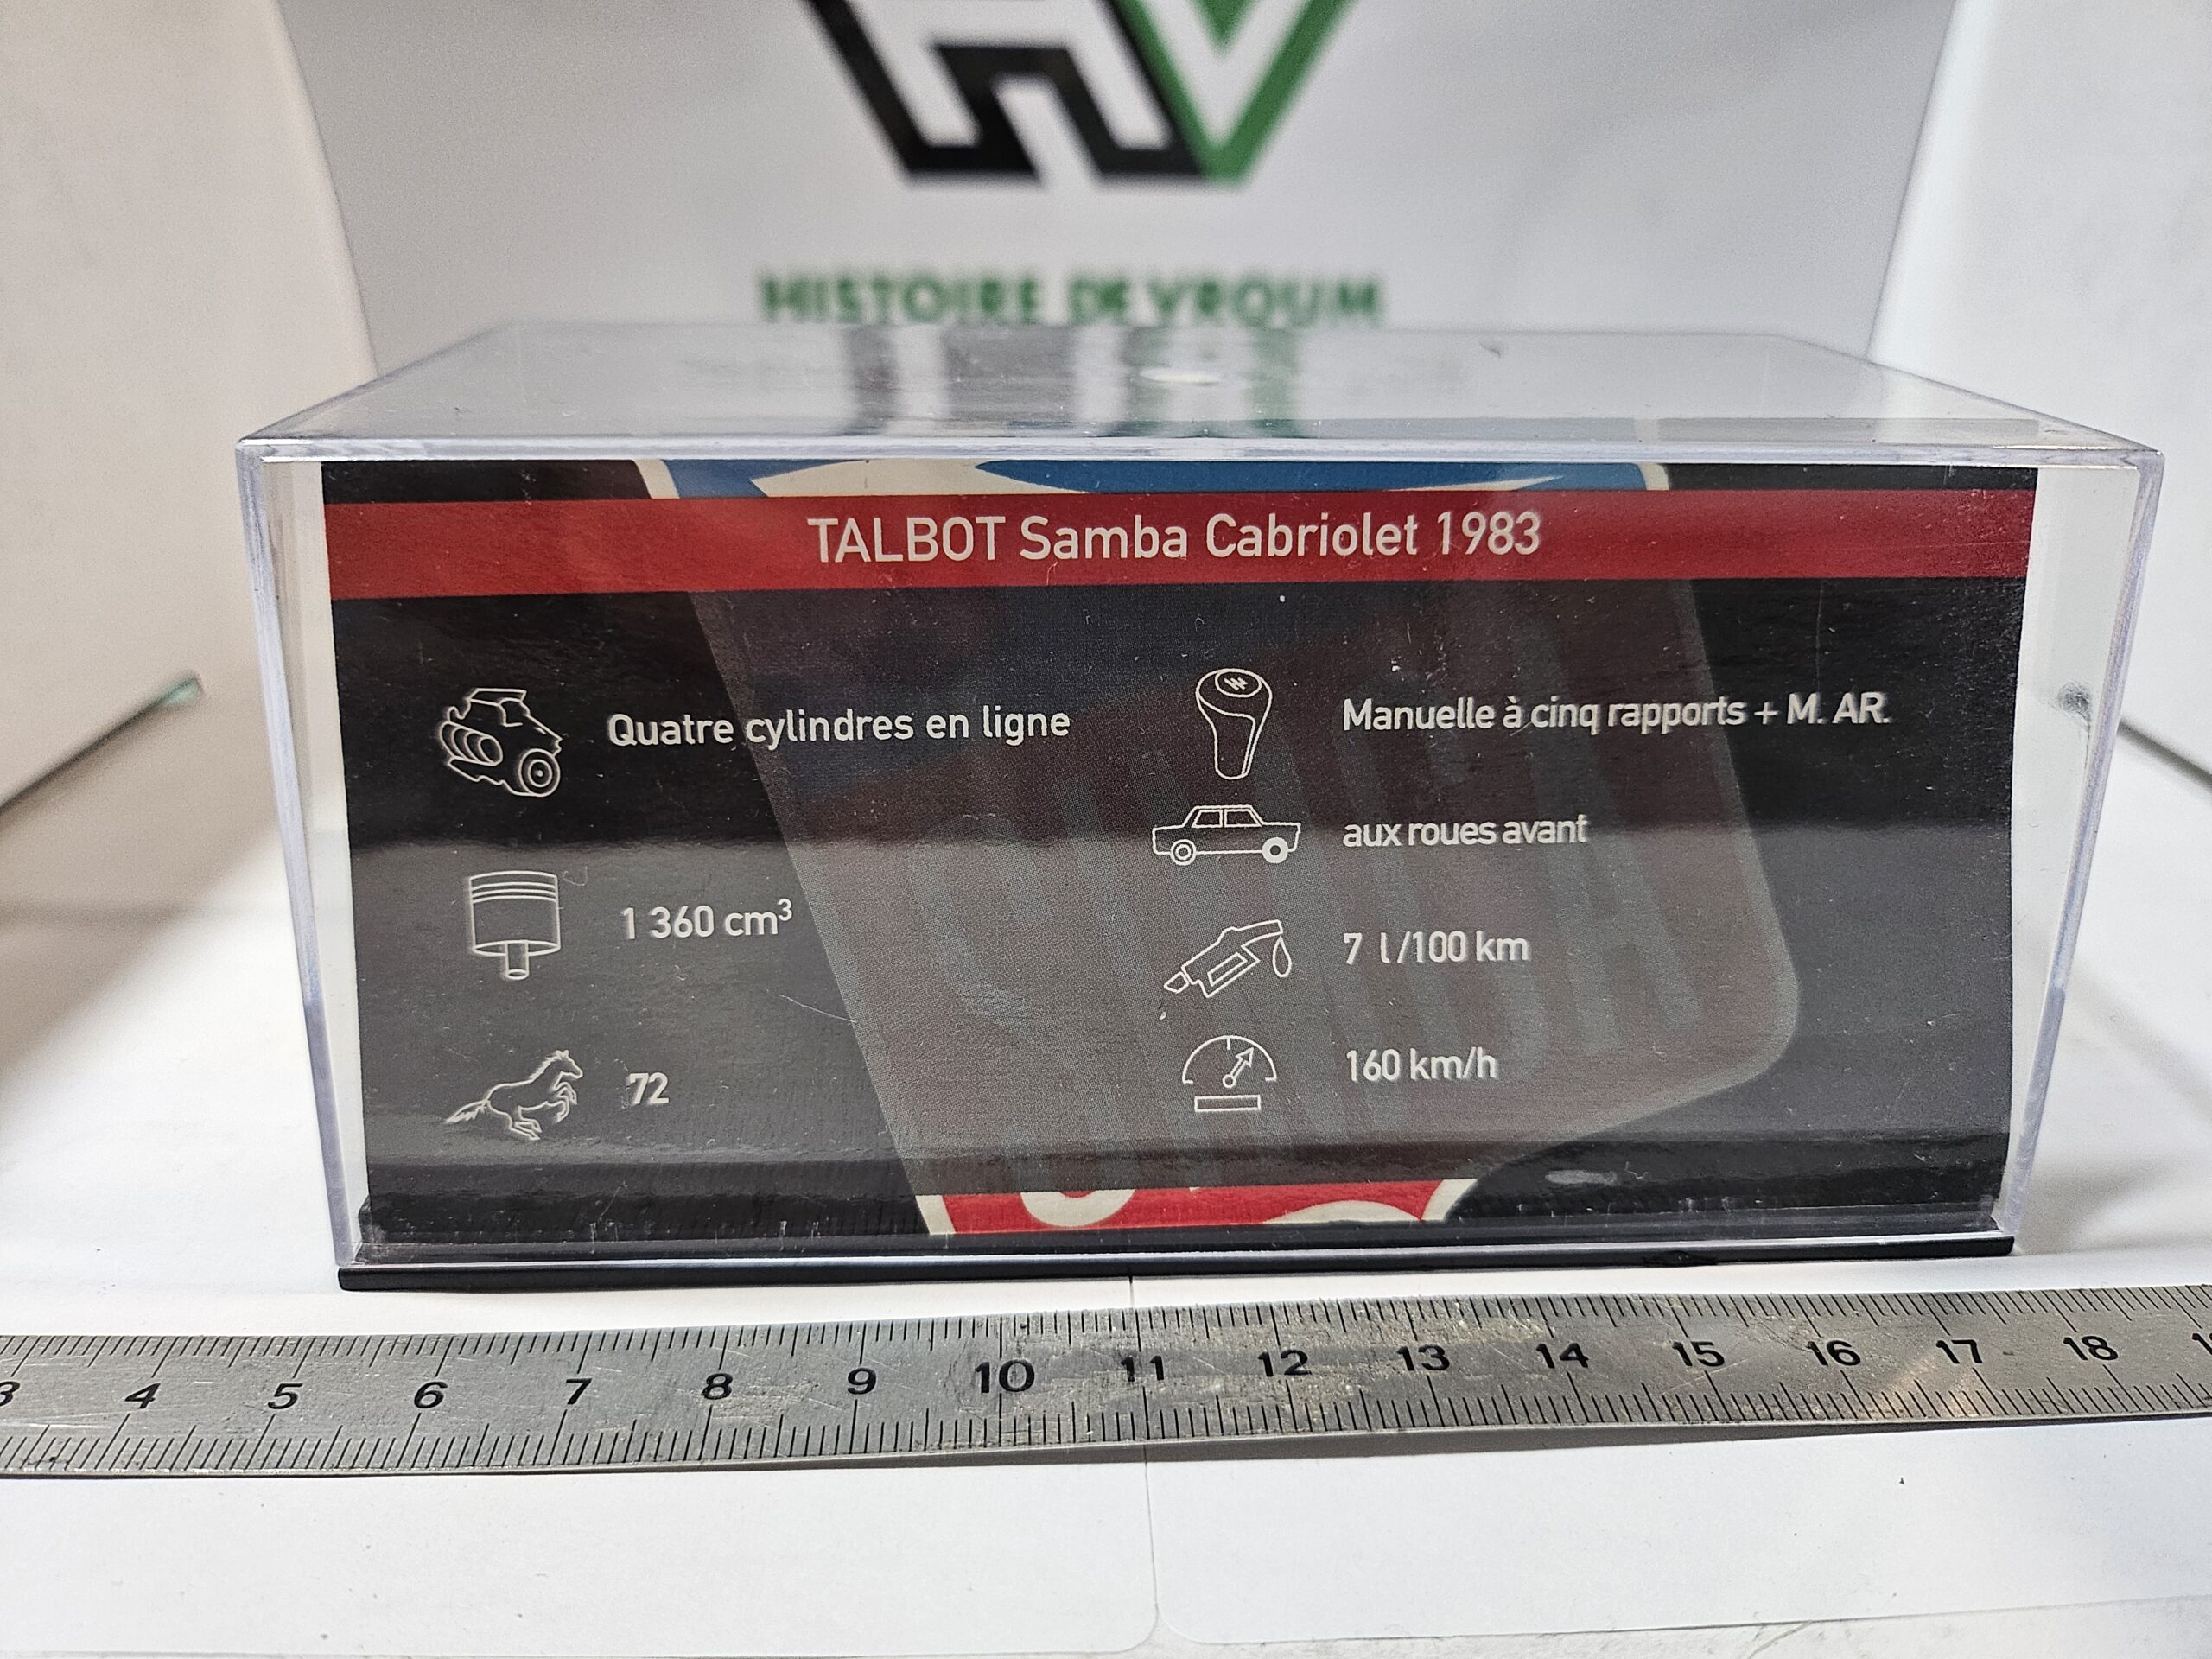 HV
HISTOIRE DE VROUM
TALBOT Samba Cabriolet 1983
Quatre cylindres en ligne
Manuelle à cinq rapports + M. AR.
aux roues avant
1 360 cm³
7 l/100 km
72
160 km/h
3 4 5 6 7 8 9 10 11 12 13 14 15 16 17 18